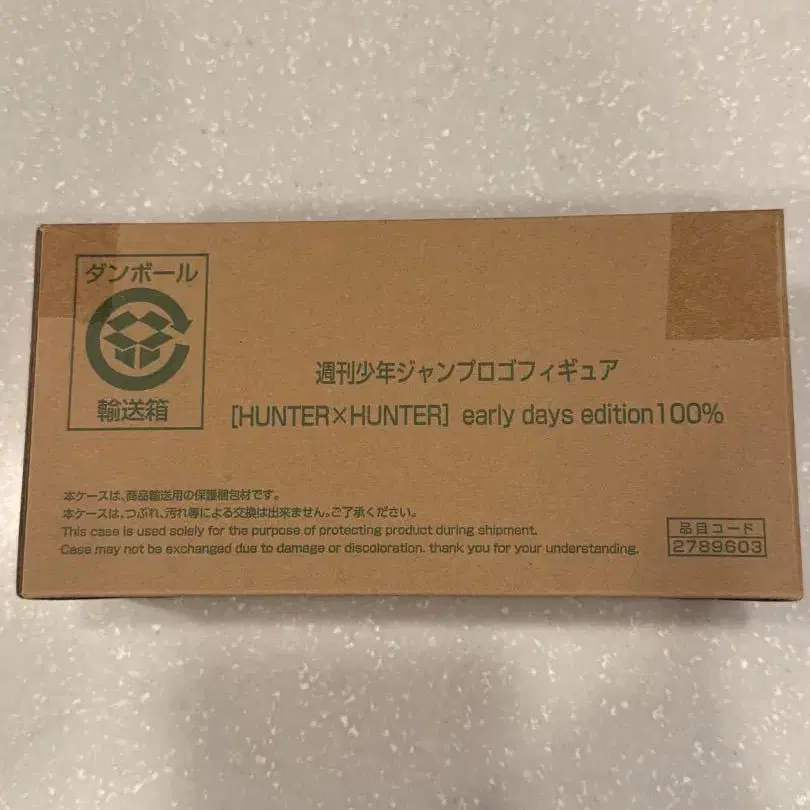 ダンボール
輸送箱
週刊少年ジャンプロゴフィギュア
[HUNTER×HUNTER] early days edition100%
本ケースは、商品輸送用の保護梱包材です。
本ケースは、つぶれ、汚れ等による交換は出来ません。ご了承ください。
This case is used solely for the purpose of protecting product during shipment.
Case may not be exchanged due to damage or discoloration. thank you for your understanding.
品目コード
2789603